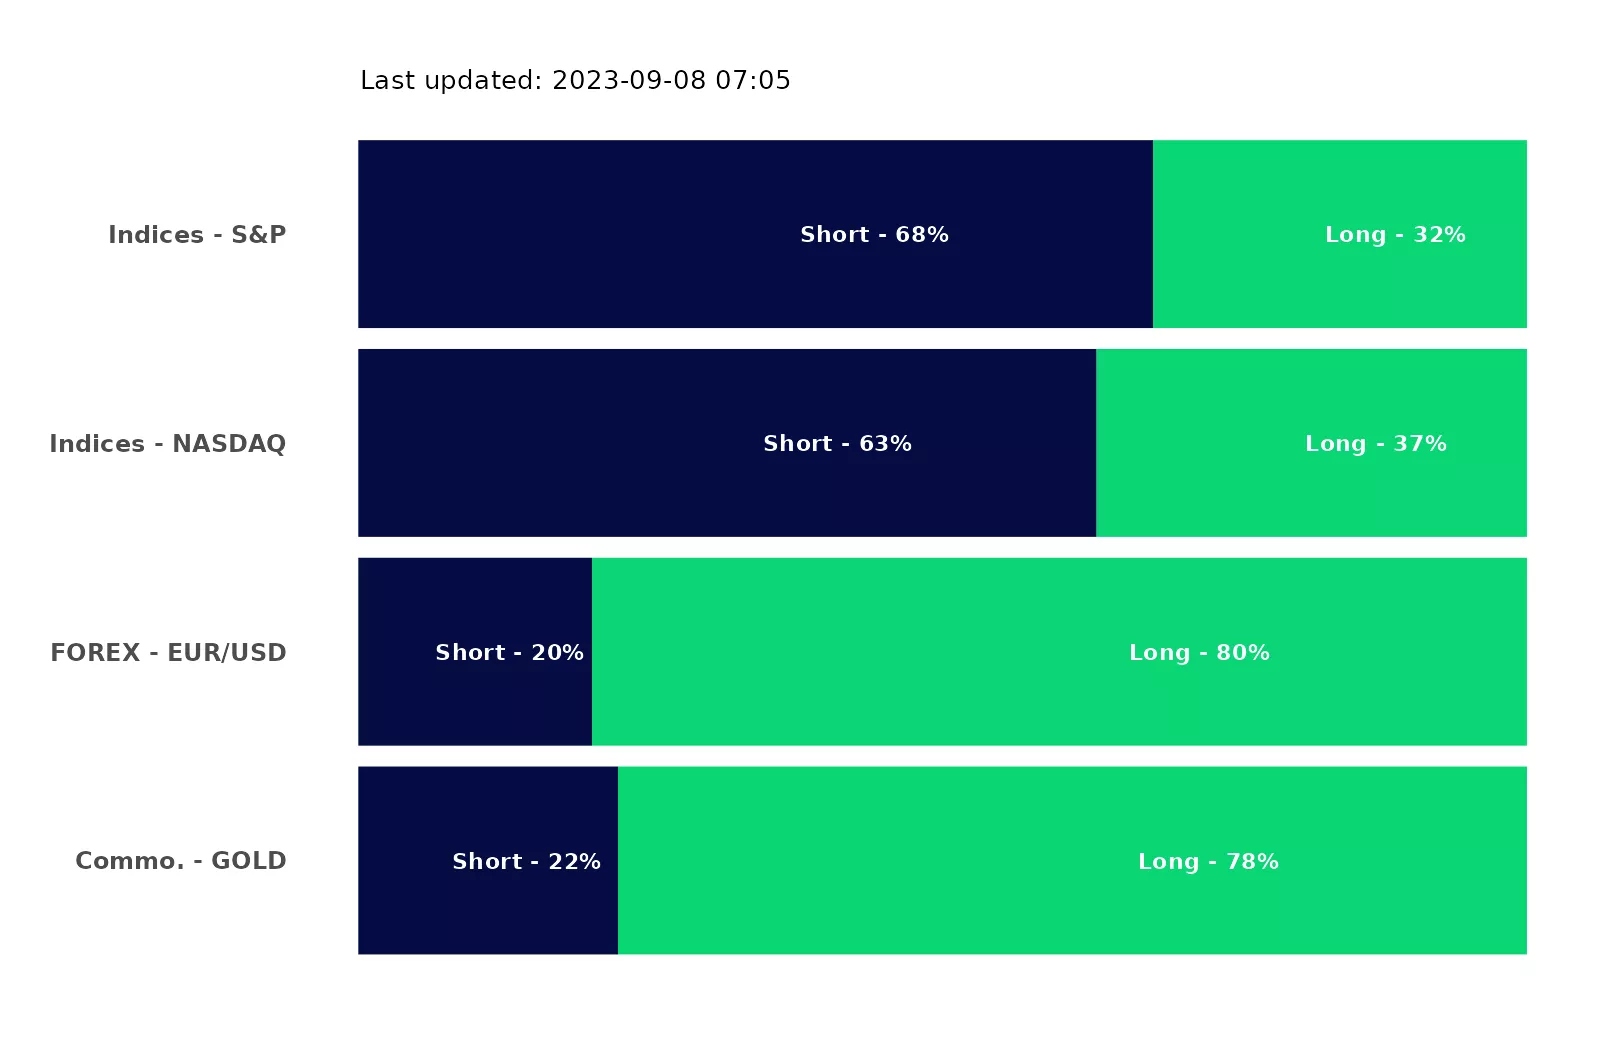 Last updated: 2023-09-08 07:05
Indices - S&P Short - 68% Long - 32%
Indices - NASDAQ Short - 63% Long - 37%
FOREX - EUR/USD Short - 20% Long - 80%
Commo. - GOLD Short - 22% Long - 78%